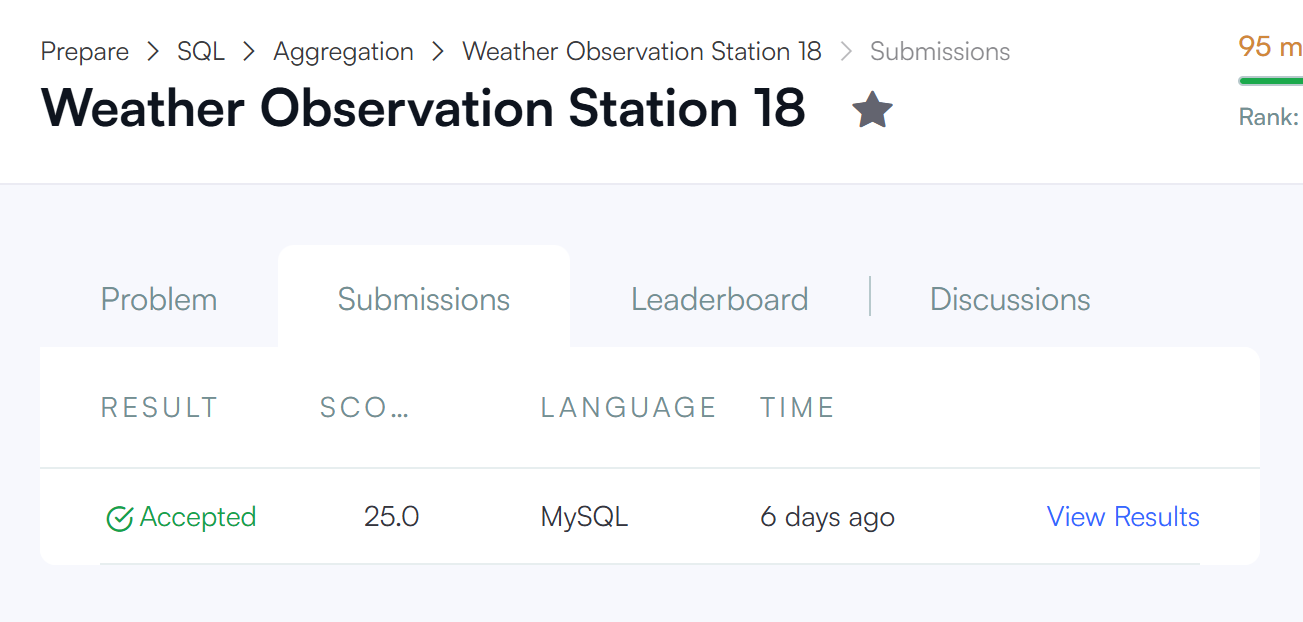 Prepare > SQL > Aggregation > Weather Observation Station 18 > Submissions
95 m
Weather Observation Station 18
Rank:
Problem Submissions Leaderboard | Discussions
RESULT SCO... LANGUAGE TIME
Accepted 25.0 MySQL 6 days ago View Results